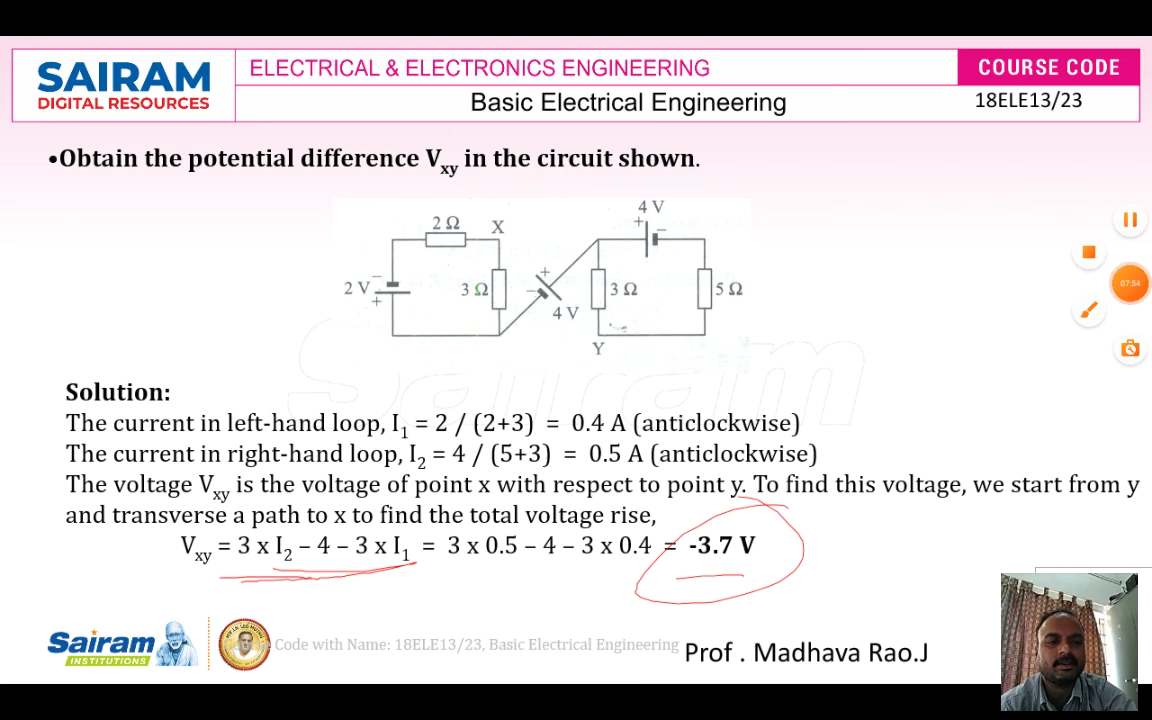 SAIRAM
DIGITAL RESOURCES
ELECTRICAL & ELECTRONICS ENGINEERING
COURSE CODE
Basic Electrical Engineering
18ELE13/23
•Obtain the potential difference Vxy in the circuit shown.
4 V
+ −
2 Ω X
2 V − +
3 Ω
+ −
4 V
3 Ω
5 Ω
Y
Sairam
07:54
Solution:
The current in left-hand loop, I1 = 2 / (2+3) = 0.4 A (anticlockwise)
The current in right-hand loop, I2 = 4 / (5+3) = 0.5 A (anticlockwise)
The voltage Vxy is the voltage of point x with respect to point y. To find this voltage, we start from y
and transverse a path to x to find the total voltage rise,
Vxy = 3 x I2 – 4 – 3 x I1 = 3 x 0.5 – 4 – 3 x 0.4 = -3.7 V
Sairam
INSTITUTIONS
Code with Name: 18ELE13/23, Basic Electrical Engineering
Prof . Madhava Rao.J